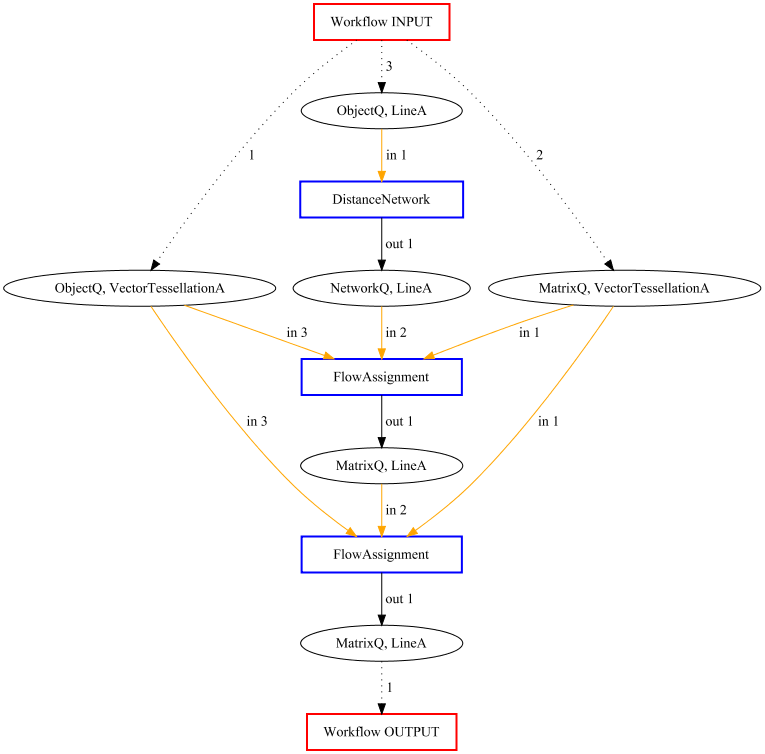 Workflow INPUT
3
ObjectQ, LineA
1
2
in 1
DistanceNetwork
out 1
ObjectQ, VectorTessellationA
NetworkQ, LineA
MatrixQ, VectorTessellationA
in 3
in 2
in 1
FlowAssignment
in 3
out 1
in 1
MatrixQ, LineA
in 2
FlowAssignment
out 1
MatrixQ, LineA
1
Workflow OUTPUT